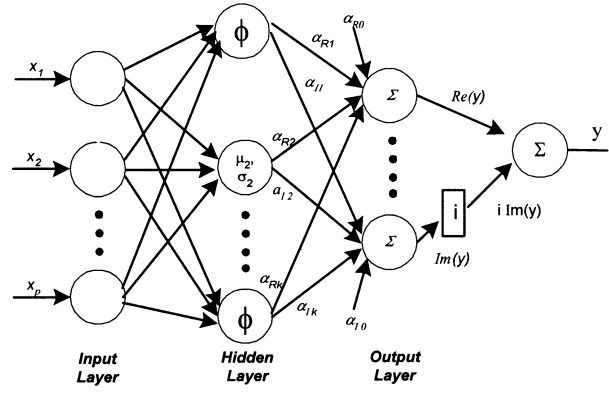 x1
x2
xp
ϕ
μ2,
σ2
ϕ
αR1
αR0
αI1
αR2
aI2
αRk
αIk
αI0
Σ
Σ
Re(y)
Im(y)
i
i Im(y)
Σ
y
Input
Layer
Hidden
Layer
Output
Layer